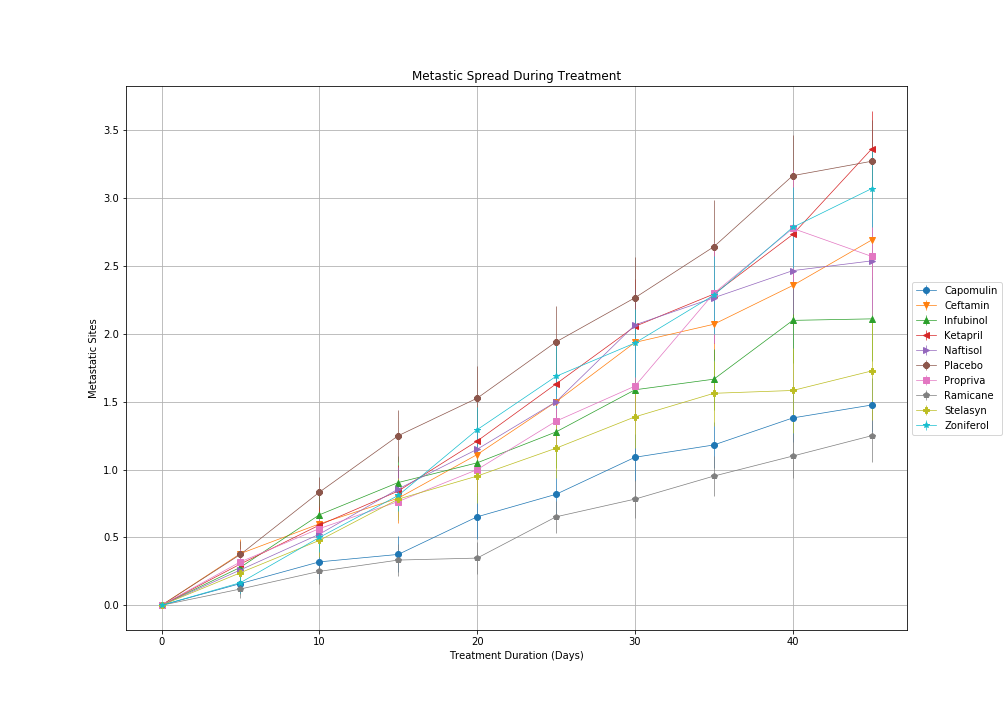 Metastic Spread During Treatment
3.5
3.0
2.5
2.0
1.5
1.0
0.5
0.0
Metastatic Sites
0
10
20
30
40
Treatment Duration (Days)
Capomulin
Ceftamin
Infubinol
Ketapril
Naftisol
Placebo
Propriva
Ramicane
Stelasyn
Zoniferol